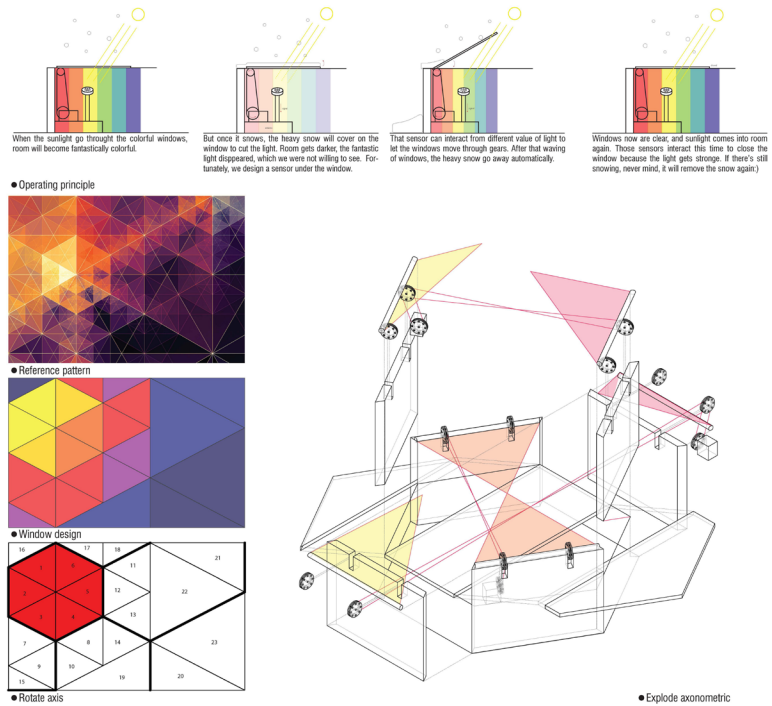 When the sunlight go throught the colorful windows,
room will become fantastically colorful.
But once it snows, the heavy snow will cover on the
window to cut the light. Room gets darker, the fantastic
light disppeared, which we were not willing to see. For-
tunately, we design a sensor under the window.
That sensor can interact from different value of light to
let the windows move through gears. After that waving
of windows, the heavy snow go away automatically.
Windows now are clear, and sunlight comes into room
again. Those sensors interact this time to close the
window because the light gets stronge. If there's still
snowing, never mind, it will remove the snow again:)
● Operating principle
● Reference pattern
● Window design
16
17
18
21
1
6
11
2
5
12
22
3
4
13
7
8
14
23
9
10
15
19
20
● Rotate axis
● Explode axonometric